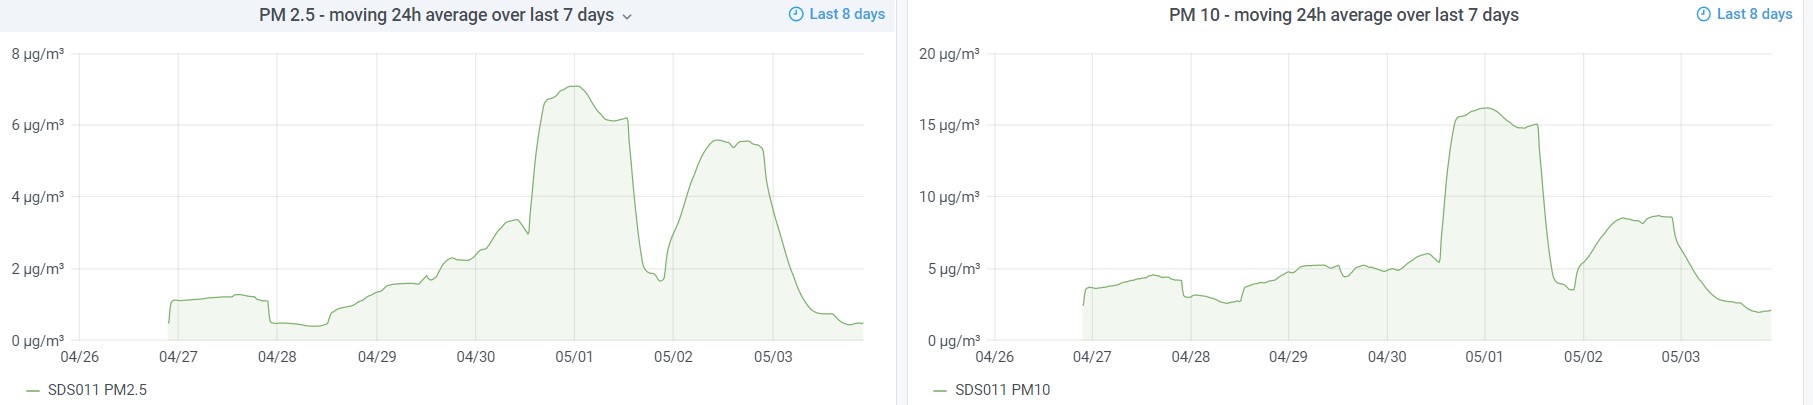 PM 2.5 - moving 24h average over last 7 days
Last 8 days
8 µg/m³
6 µg/m³
4 µg/m³
2 µg/m³
0 µg/m³
04/26 04/27 04/28 04/29 04/30 05/01 05/02 05/03
SDS011 PM2.5
PM 10 - moving 24h average over last 7 days
Last 8 days
20 µg/m³
15 µg/m³
10 µg/m³
5 µg/m³
0 µg/m³
04/26 04/27 04/28 04/29 04/30 05/01 05/02 05/03
SDS011 PM10